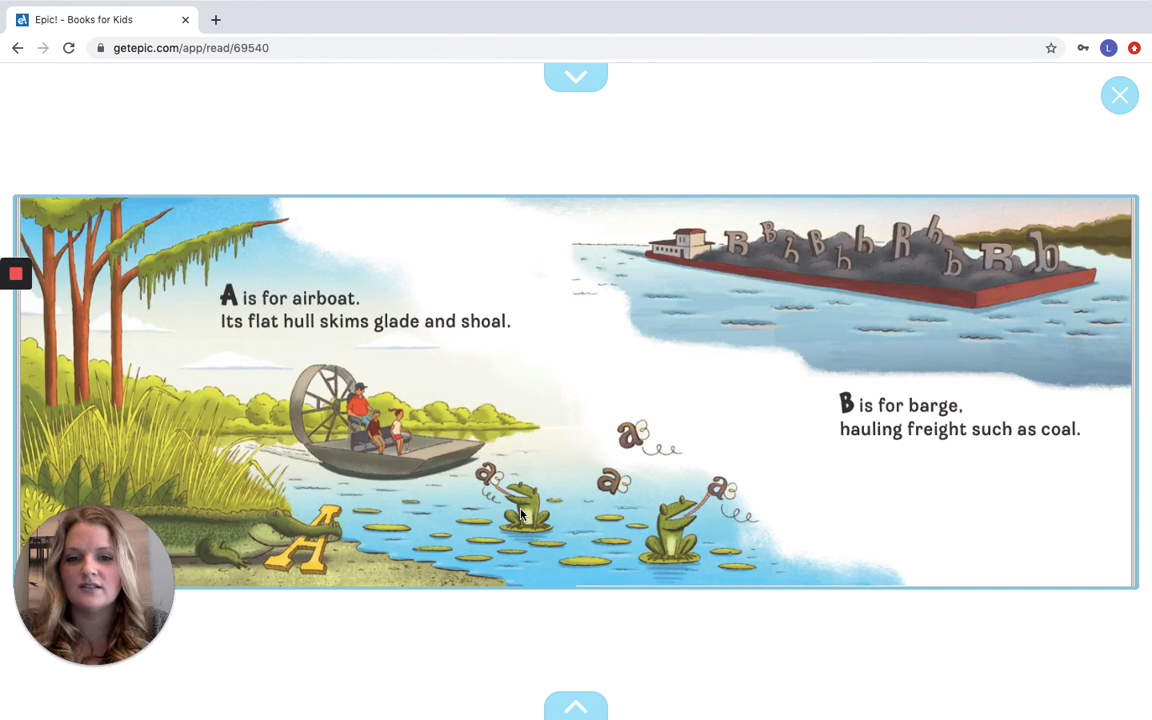 Epic! - Books for Kids
getepic.com/app/read/69540
L
A is for airboat.
Its flat hull skims glade and shoal.
B B b B b b R b b B b
B is for barge,
hauling freight such as coal.
a
a a a
A